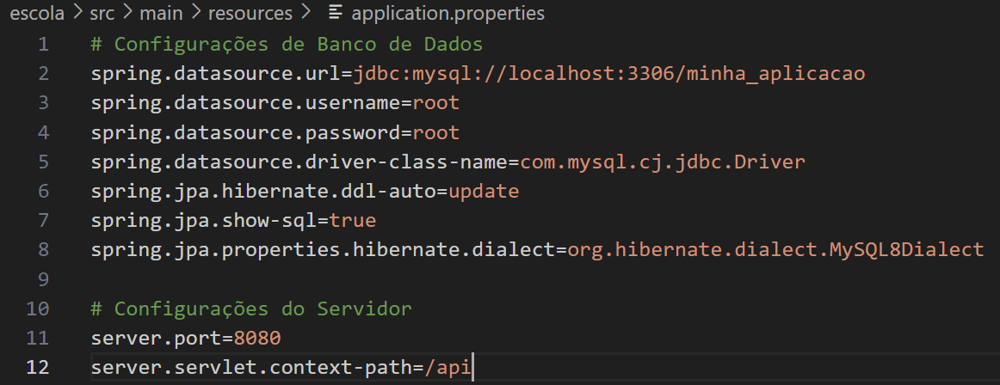 escola > src > main > resources > application.properties
1 # Configurações de Banco de Dados
2 spring.datasource.url=jdbc:mysql://localhost:3306/minha_aplicacao
3 spring.datasource.username=root
4 spring.datasource.password=root
5 spring.datasource.driver-class-name=com.mysql.cj.jdbc.Driver
6 spring.jpa.hibernate.ddl-auto=update
7 spring.jpa.show-sql=true
8 spring.jpa.properties.hibernate.dialect=org.hibernate.dialect.MySQL8Dialect
9
10 # Configurações do Servidor
11 server.port=8080
12 server.servlet.context-path=/api